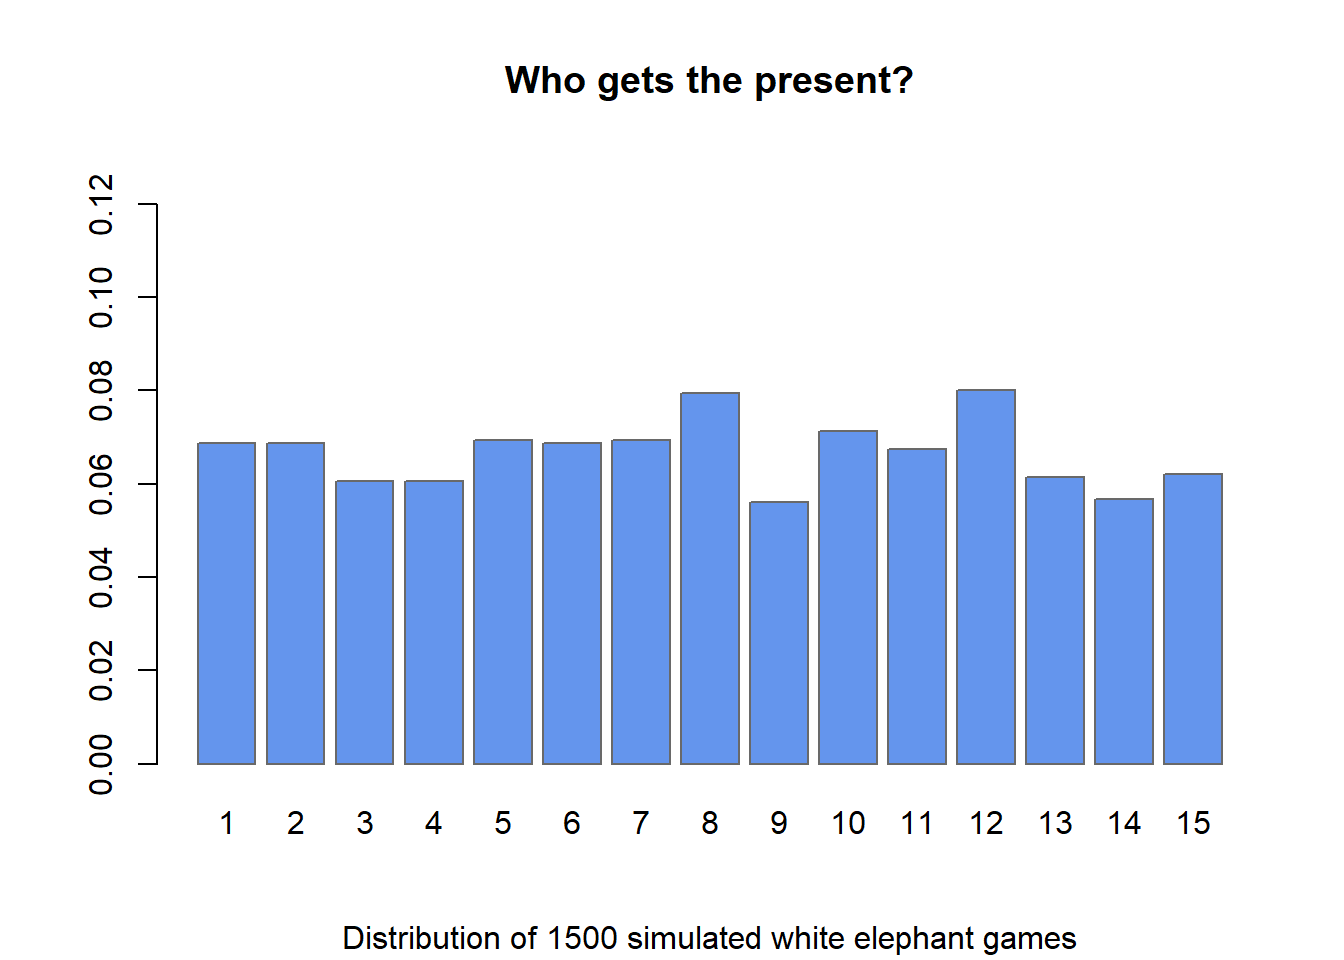 Who gets the present?
0.12
0.10
0.08
0.06
0.04
0.02
0.00
1 2 3 4 5 6 7 8 9 10 11 12 13 14 15
Distribution of 1500 simulated white elephant games